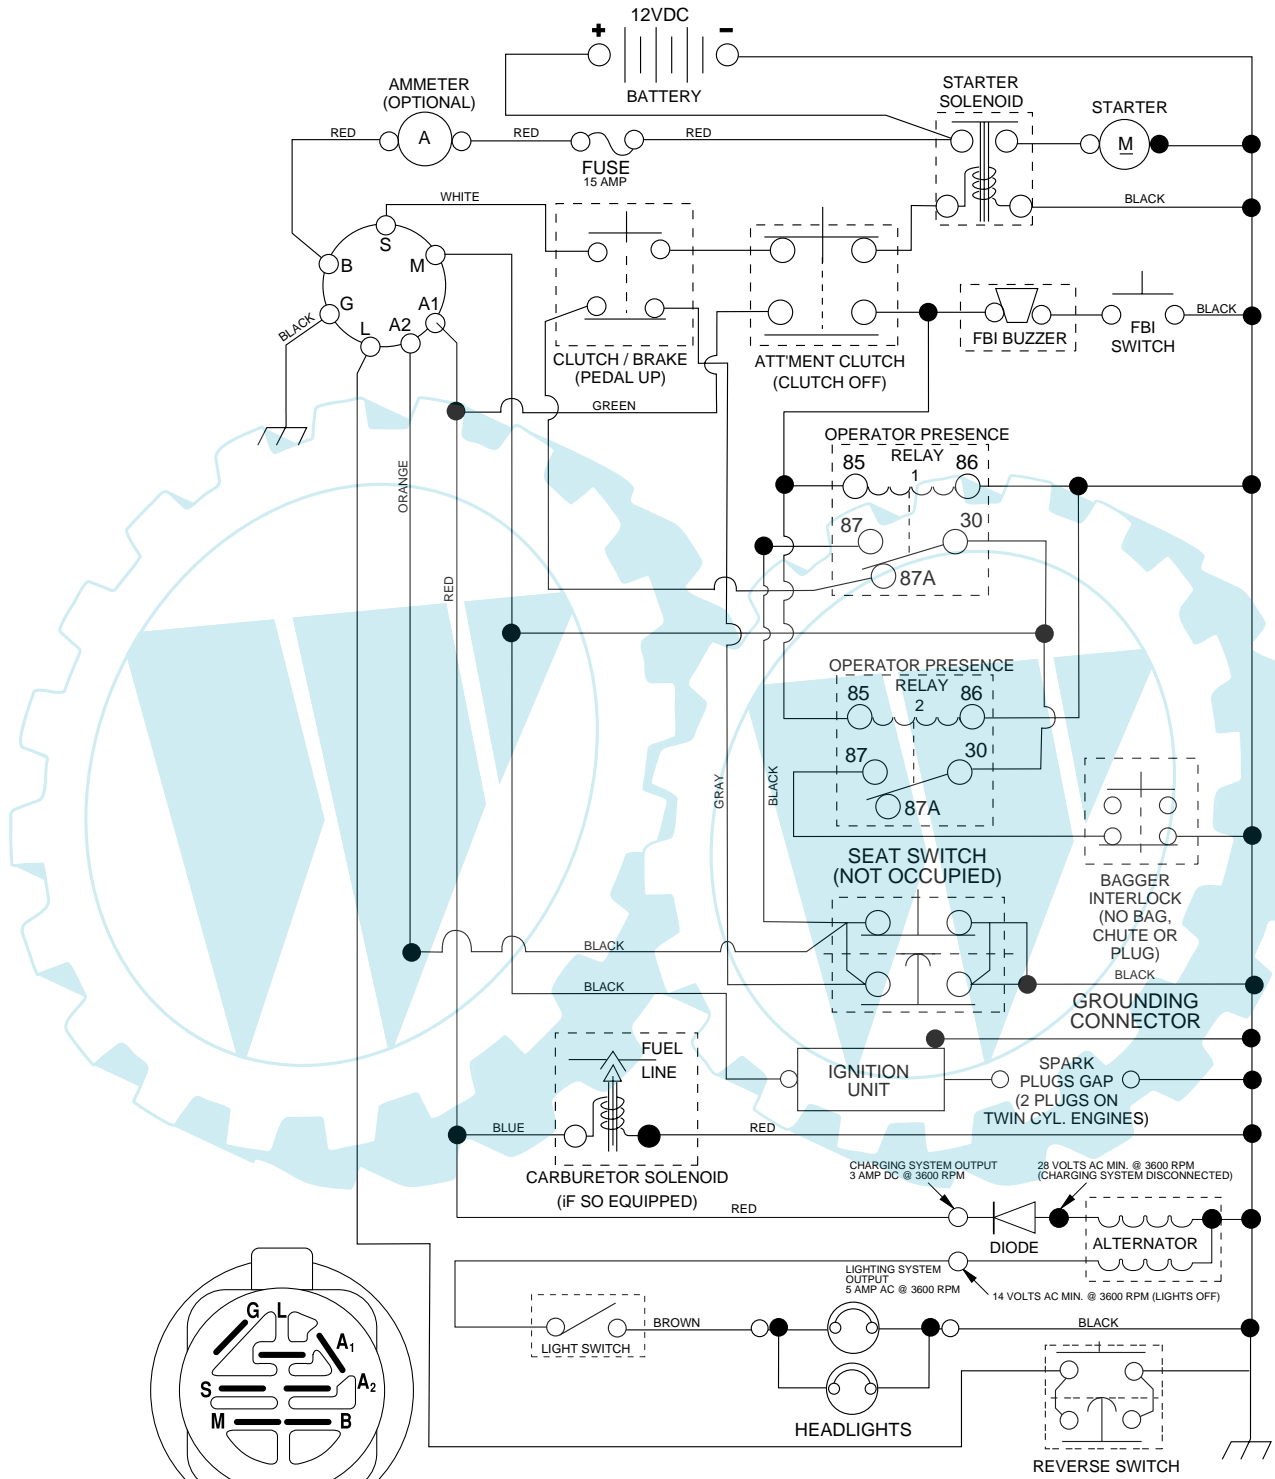 12VDC
+
-
BATTERY
AMMETER
(OPTIONAL)
A
RED
RED
RED
FUSE
15 AMP
STARTER
SOLENOID
STARTER
M
BLACK
WHITE
S
B
M
G
A1
L
A2
BLACK
CLUTCH / BRAKE
(PEDAL UP)
ATT'MENT CLUTCH
(CLUTCH OFF)
FBI BUZZER
FBI
SWITCH
BLACK
GREEN
ORANGE
RED
OPERATOR PRESENCE
RELAY
1
85
86
87
30
87A
OPERATOR PRESENCE
RELAY
2
85
86
87
30
87A
GRAY
BLACK
SEAT SWITCH
(NOT OCCUPIED)
BAGGER
INTERLOCK
(NO BAG,
CHUTE OR
PLUG)
BLACK
BLACK
BLACK
GROUNDING
CONNECTOR
FUEL
LINE
IGNITION
UNIT
SPARK
PLUGS GAP
(2 PLUGS ON
TWIN CYL. ENGINES)
BLUE
RED
CARBURETOR SOLENOID
(iF SO EQUIPPED)
CHARGING SYSTEM OUTPUT
3 AMP DC @ 3600 RPM
28 VOLTS AC MIN. @ 3600 RPM
(CHARGING SYSTEM DISCONNECTED)
RED
DIODE
ALTERNATOR
LIGHTING SYSTEM
OUTPUT
5 AMP AC @ 3600 RPM
14 VOLTS AC MIN. @ 3600 RPM (LIGHTS OFF)
LIGHT SWITCH
BROWN
BLACK
HEADLIGHTS
REVERSE SWITCH
G
L
A1
A2
S
M
B